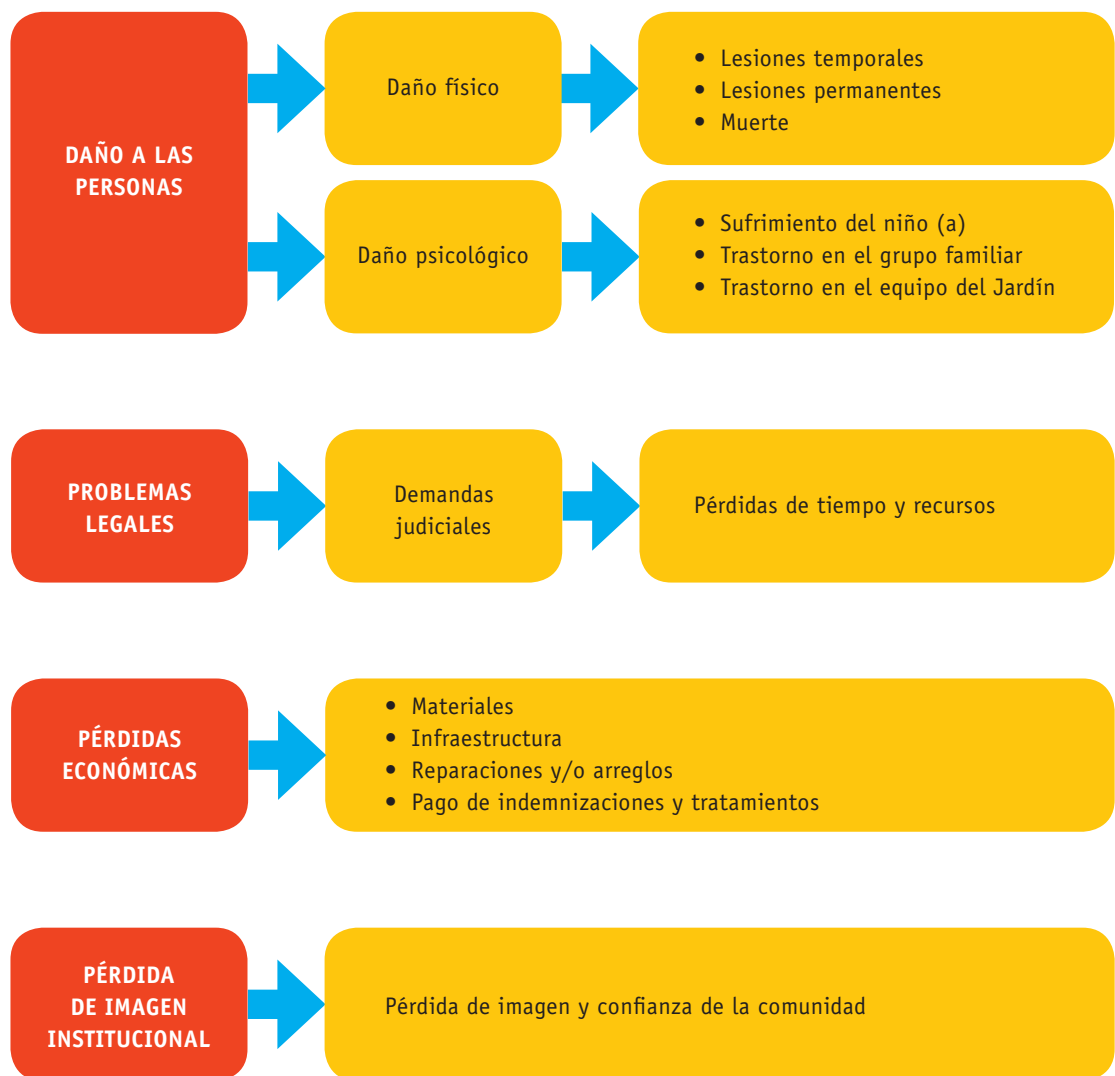 DAÑO A LAS
PERSONAS
Daño físico
• Lesiones temporales
• Lesiones permanentes
• Muerte
Daño psicológico
• Sufrimiento del niño (a)
• Trastorno en el grupo familiar
• Trastorno en el equipo del Jardín
PROBLEMAS
LEGALES
Demandas
judiciales
Pérdidas de tiempo y recursos
PÉRDIDAS
ECONÓMICAS
• Materiales
• Infraestructura
• Reparaciones y/o arreglos
• Pago de indemnizaciones y tratamientos
PÉRDIDA
DE IMAGEN
INSTITUCIONAL
Pérdida de imagen y confianza de la comunidad